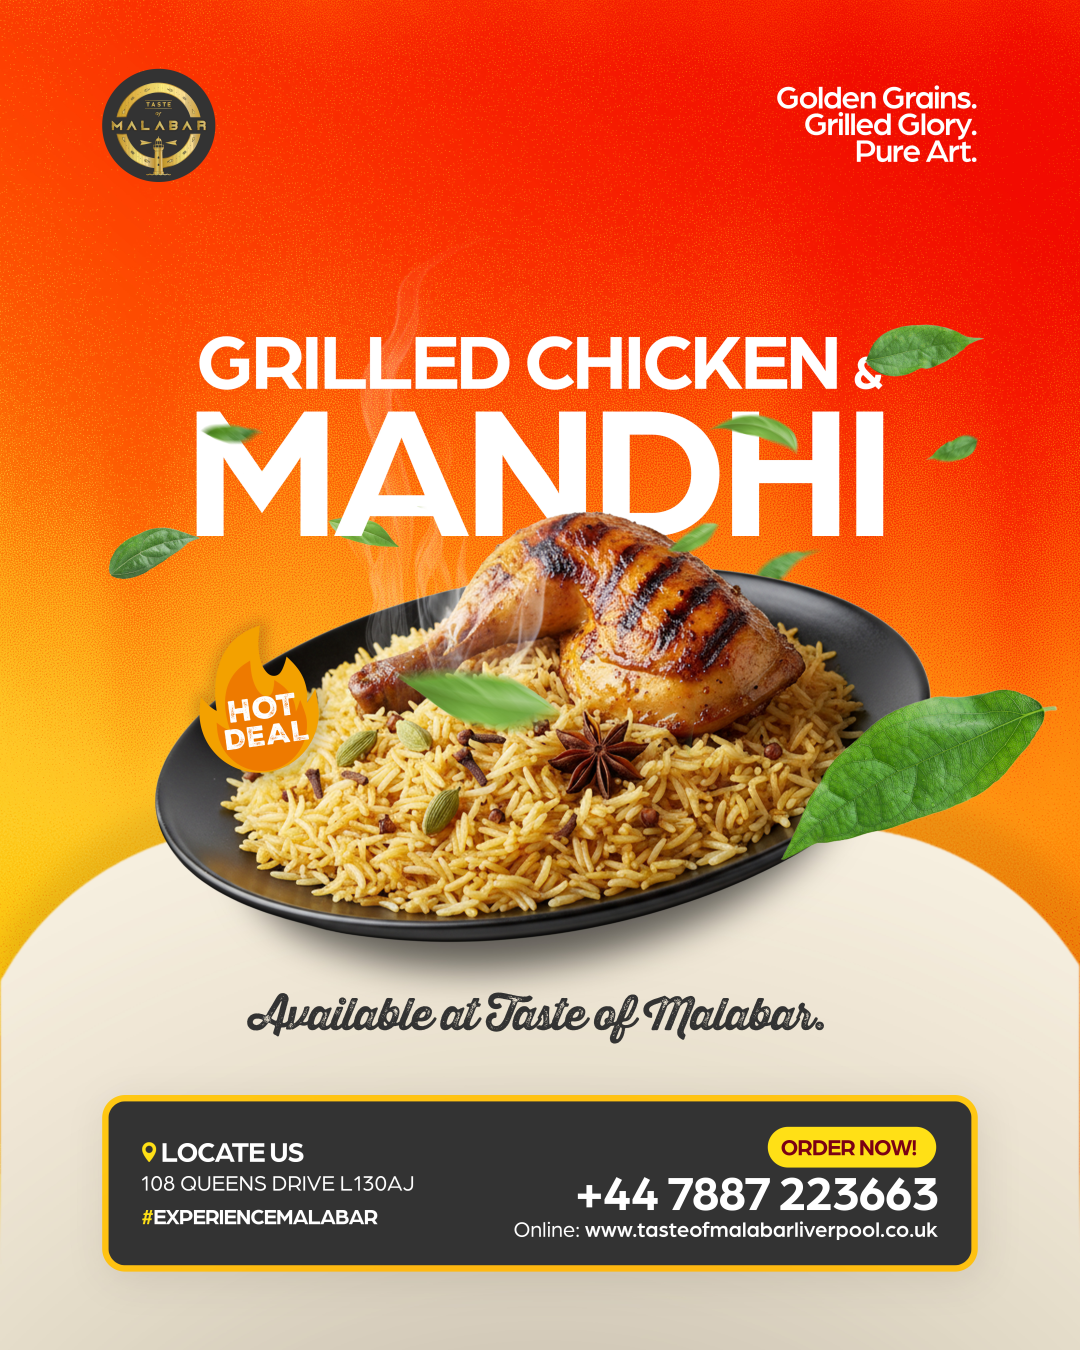 TASTE
of
MALABAR
Golden Grains.
Grilled Glory.
Pure Art.
GRILLED CHICKEN &
MANDHI
HOT
DEAL
Available at Taste of Malabar.
LOCATE US
108 QUEENS DRIVE L130AJ
#EXPERIENCEMALABAR
ORDER NOW!
+44 7887 223663
Online: www.tasteofmalabarliverpool.co.uk